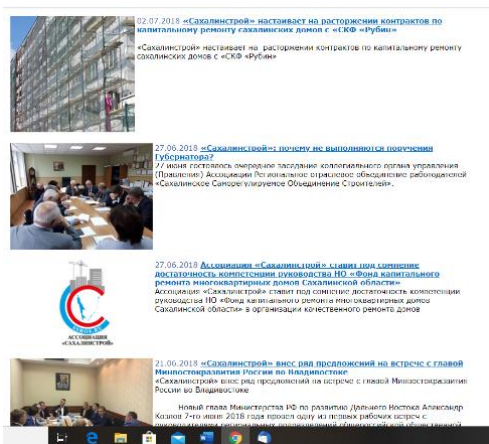 02.07.2018 «Сахалинстрой» настаивает на расторжении контрактов по
капитальному ремонту сахалинских домов с «СКФ «Рубин»
«Сахалинстрой» настаивает на расторжении контрактов по капитальному ремонту
сахалинских домов с «СКФ «Рубин»
27.06.2018 «Сахалинстрой»: почему не выполняются поручения
Губернатора?
27 июня состоялось очередное заседание коллегиального органа управления
(Правления) Ассоциации Региональное отраслевое объединение работодателей
«Сахалинское Саморегулируемое Объединение Строителей».
27.06.2018 Ассоциация «Сахалинстрой» ставит под сомнение
достаточность компетенции руководства НО «Фонд капитального
ремонта многоквартирных домов Сахалинской области»
Ассоциация «Сахалинстрой» ставит под сомнение достаточность компетенции
руководства НО «Фонд капитального ремонта многоквартирных домов
Сахалинской области» в организации качественного ремонта домов
АССОЦИАЦИЯ
«САХАЛИНСТРОЙ»
21.06.2018 «Сахалинстрой» внес ряд предложений на встрече с главой
Минвостокразвития России во Владивостоке
«Сахалинстрой» внес ряд предложений на встрече с главой Минвостокразвития
России во Владивостоке
Новый глава Министерства РФ по развитию Дальнего Востока Александр
Козлов 7-го июня 2018 года провел одну из первых рабочих встреч с
руководителями региональных подразделений общероссийской общественной